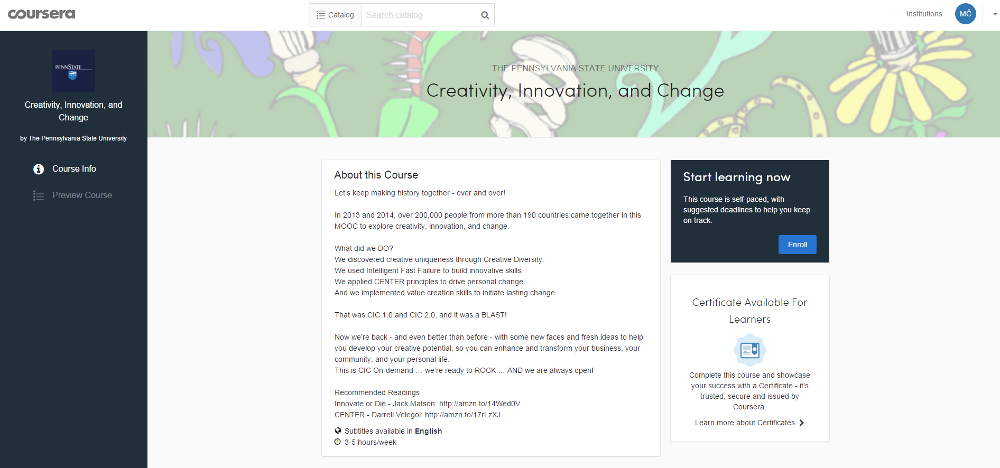 coursera
Catalog
Search catalog
Institutions
MČ
PENNSTATE
Creativity, Innovation, and
Change
by The Pennsylvania State University
Course Info
Preview Course
THE PENNSYLVANIA STATE UNIVERSITY
Creativity, Innovation, and Change
About this Course
Let's keep making history together - over and over!
In 2013 and 2014, over 200,000 people from more than 190 countries came together in this
MOOC to explore creativity, innovation, and change.
What did we DO?
We discovered creative uniqueness through Creative Diversity.
We used Intelligent Fast Failure to build innovative skills.
We applied CENTER principles to drive personal change.
And we implemented value creation skills to initiate lasting change.
That was CIC 1.0 and CIC 2.0, and it was a BLAST!
Now we're back - and even better than before - with some new faces and fresh ideas to help
you develop your creative potential, so you can enhance and transform your business, your
community, and your personal life.
This is CIC On-demand … we're ready to ROCK … AND we are always open!
Recommended Readings
Innovate or Die - Jack Matson: http://amzn.to/14Wed0V
CENTER - Darrell Velegol: http://amzn.to/17rLzXJ
Subtitles available in English
3-5 hours/week
Start learning now
This course is self-paced, with
suggested deadlines to help you keep
on track.
Enroll
Certificate Available For
Learners
Complete this course and showcase
your success with a Certificate - it's
trusted, secure and issued by
Coursera.
Learn more about Certificates